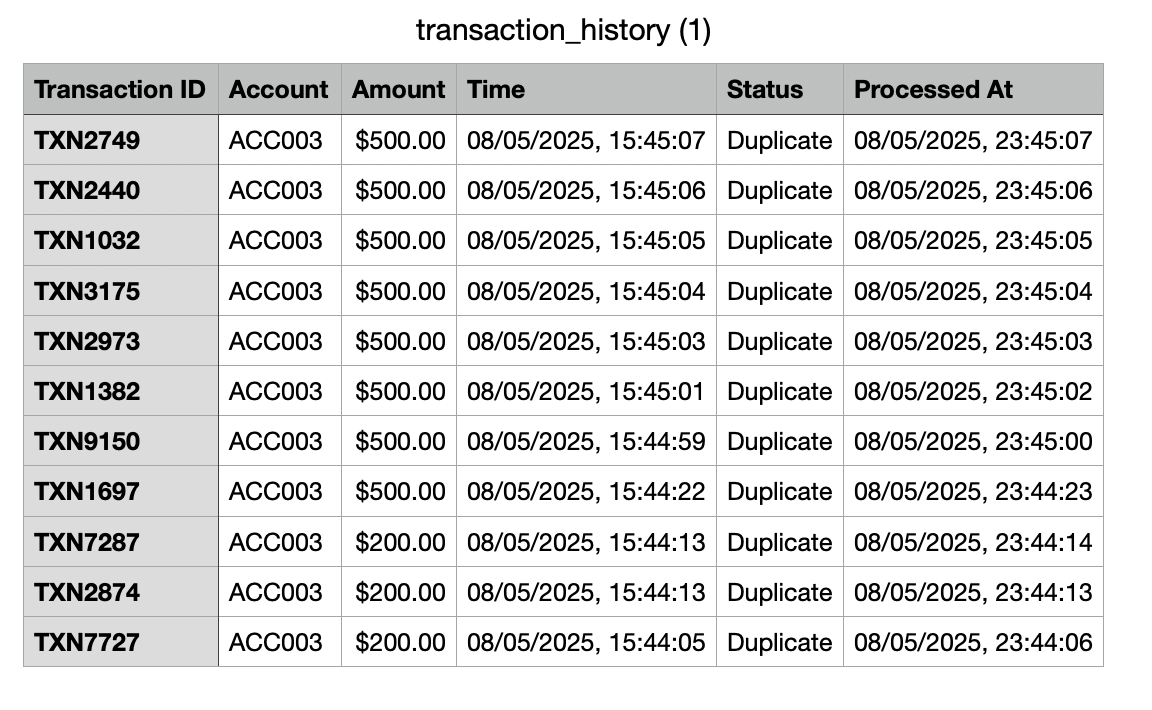 transaction_history (1)
Transaction ID Account Amount Time Status Processed At
TXN2749 ACC003 $500.00 08/05/2025, 15:45:07 Duplicate 08/05/2025, 23:45:07
TXN2440 ACC003 $500.00 08/05/2025, 15:45:06 Duplicate 08/05/2025, 23:45:06
TXN1032 ACC003 $500.00 08/05/2025, 15:45:05 Duplicate 08/05/2025, 23:45:05
TXN3175 ACC003 $500.00 08/05/2025, 15:45:04 Duplicate 08/05/2025, 23:45:04
TXN2973 ACC003 $500.00 08/05/2025, 15:45:03 Duplicate 08/05/2025, 23:45:03
TXN1382 ACC003 $500.00 08/05/2025, 15:45:01 Duplicate 08/05/2025, 23:45:02
TXN9150 ACC003 $500.00 08/05/2025, 15:44:59 Duplicate 08/05/2025, 23:45:00
TXN1697 ACC003 $500.00 08/05/2025, 15:44:22 Duplicate 08/05/2025, 23:44:23
TXN7287 ACC003 $200.00 08/05/2025, 15:44:13 Duplicate 08/05/2025, 23:44:14
TXN2874 ACC003 $200.00 08/05/2025, 15:44:13 Duplicate 08/05/2025, 23:44:13
TXN7727 ACC003 $200.00 08/05/2025, 15:44:05 Duplicate 08/05/2025, 23:44:06